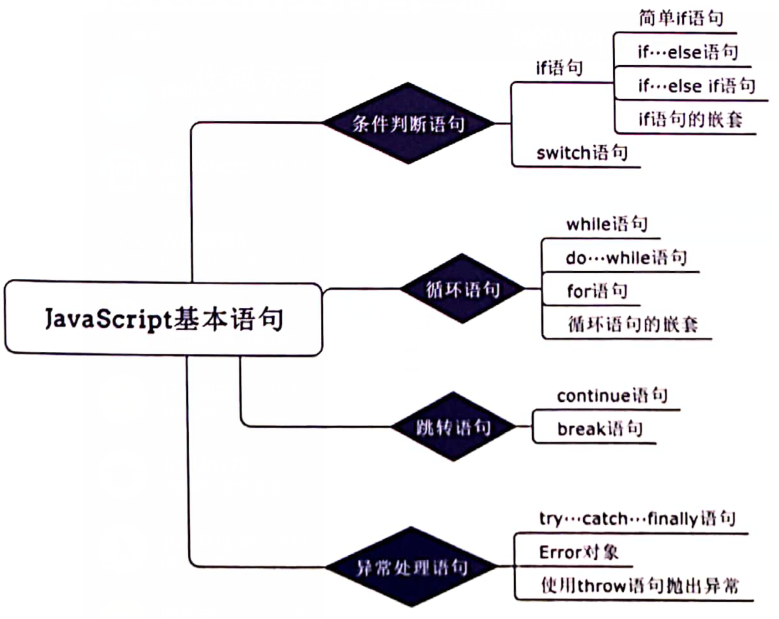 JavaScript基本语句
条件判断语句
if语句
简单if语句
if…else语句
if…else if语句
if语句的嵌套
switch语句
循环语句
while语句
do…while语句
for语句
循环语句的嵌套
跳转语句
continue语句
break语句
异常处理语句
try…catch…finally语句
Error对象
使用throw语句抛出异常